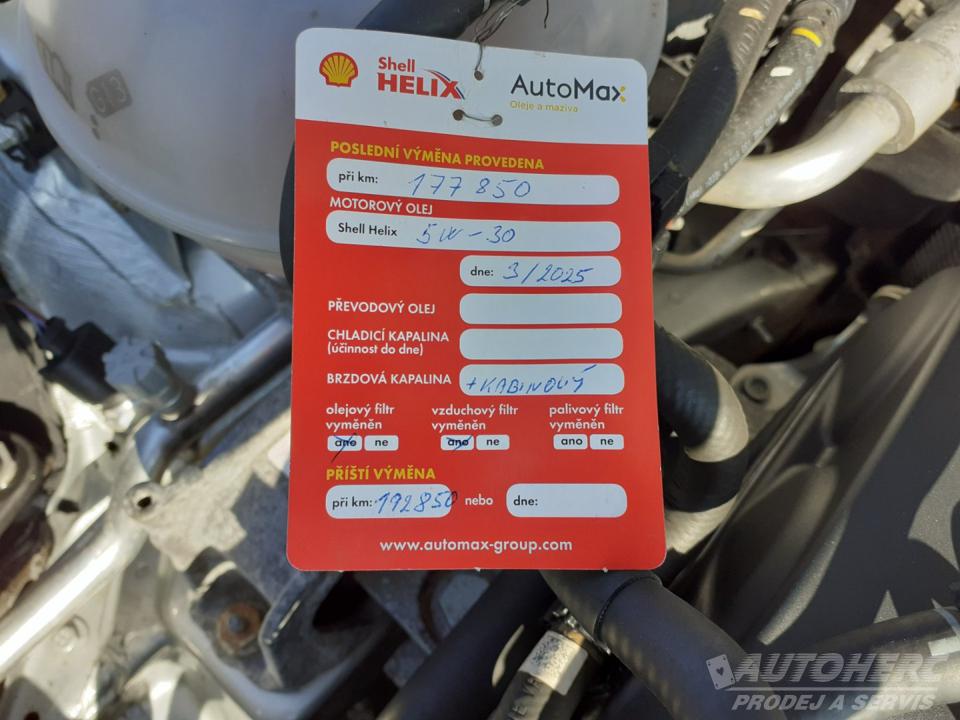 Shell
HELIX
AutoMax
Oleje a maziva
POSLEDNÍ VÝMĚNA PROVEDENA
při km: 177 850
MOTOROVÝ OLEJ
Shell Helix 5W-30
dne: 3/2025
PŘEVODOVÝ OLEJ
CHLADICÍ KAPALINA
(účinnost do dne)
BRZDOVÁ KAPALINA +KABINOVÝ
olejový filtr vyměněn
ano ne
vzduchový filtr vyměněn
ano ne
palivový filtr vyměněn
ano ne
PŘÍŠTÍ VÝMĚNA
při km: 192850 nebo dne:
www.automax-group.com
G13
AUTOHERC
PRODEJ A SERVIS